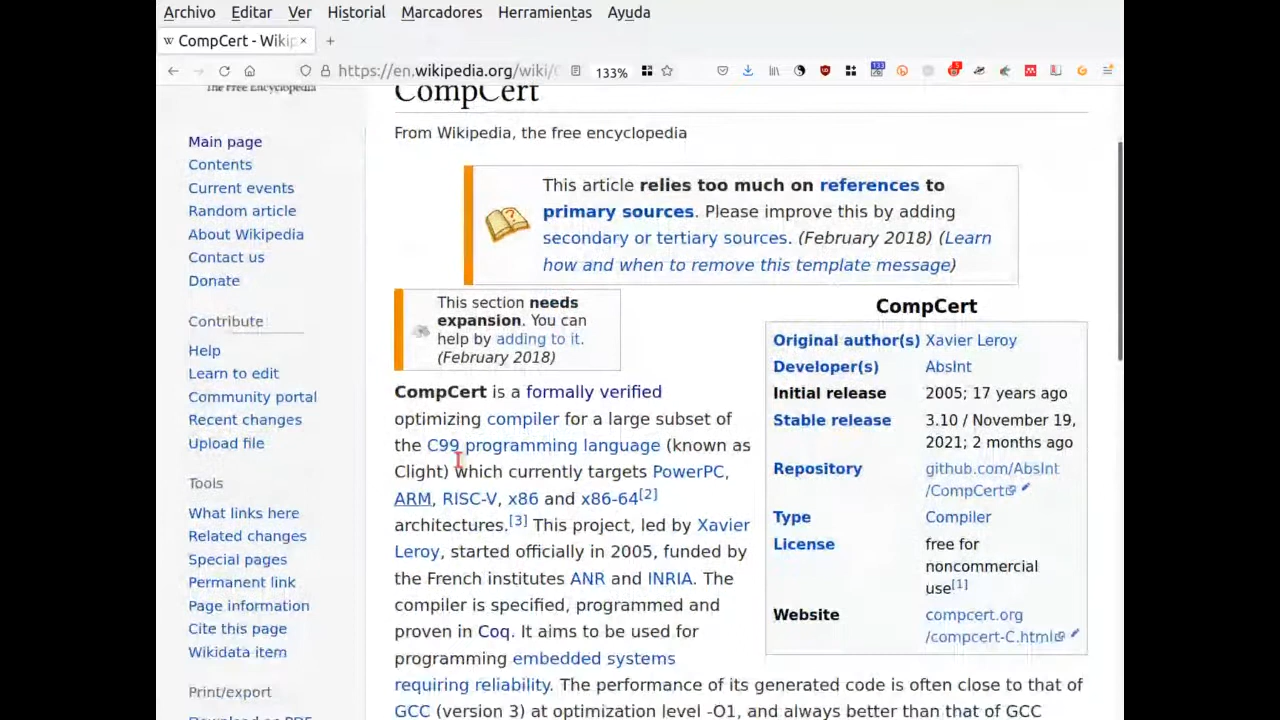 Archivo Editar Ver Historial Marcadores Herramientas Ayuda
W CompCert - Wikip × +
https://en.wikipedia.org/wiki/C 133%
133
The Free Encyclopedia
Main page
Contents
Current events
Random article
About Wikipedia
Contact us
Donate
Contribute
Help
Learn to edit
Community portal
Recent changes
Upload file
Tools
What links here
Related changes
Special pages
Permanent link
Page information
Cite this page
Wikidata item
Print/export
Download as PDF
CompCert
From Wikipedia, the free encyclopedia
This article relies too much on references to
primary sources. Please improve this by adding
secondary or tertiary sources. (February 2018) (Learn
how and when to remove this template message)
This section needs
expansion. You can
help by adding to it.
(February 2018)
CompCert is a formally verified
optimizing compiler for a large subset of
the C99 programming language (known as
Clight) which currently targets PowerPC,
ARM, RISC-V, x86 and x86-64[2]
architectures.[3] This project, led by Xavier
Leroy, started officially in 2005, funded by
the French institutes ANR and INRIA. The
compiler is specified, programmed and
proven in Coq. It aims to be used for
programming embedded systems
requiring reliability. The performance of its generated code is often close to that of
GCC (version 3) at optimization level -O1, and always better than that of GCC
CompCert
Original author(s) Xavier Leroy
Developer(s) AbsInt
Initial release 2005; 17 years ago
Stable release 3.10 / November 19,
2021; 2 months ago
Repository github.com/AbsInt
/CompCert
Type Compiler
License free for
noncommercial
use[1]
Website compcert.org
/compcert-C.html